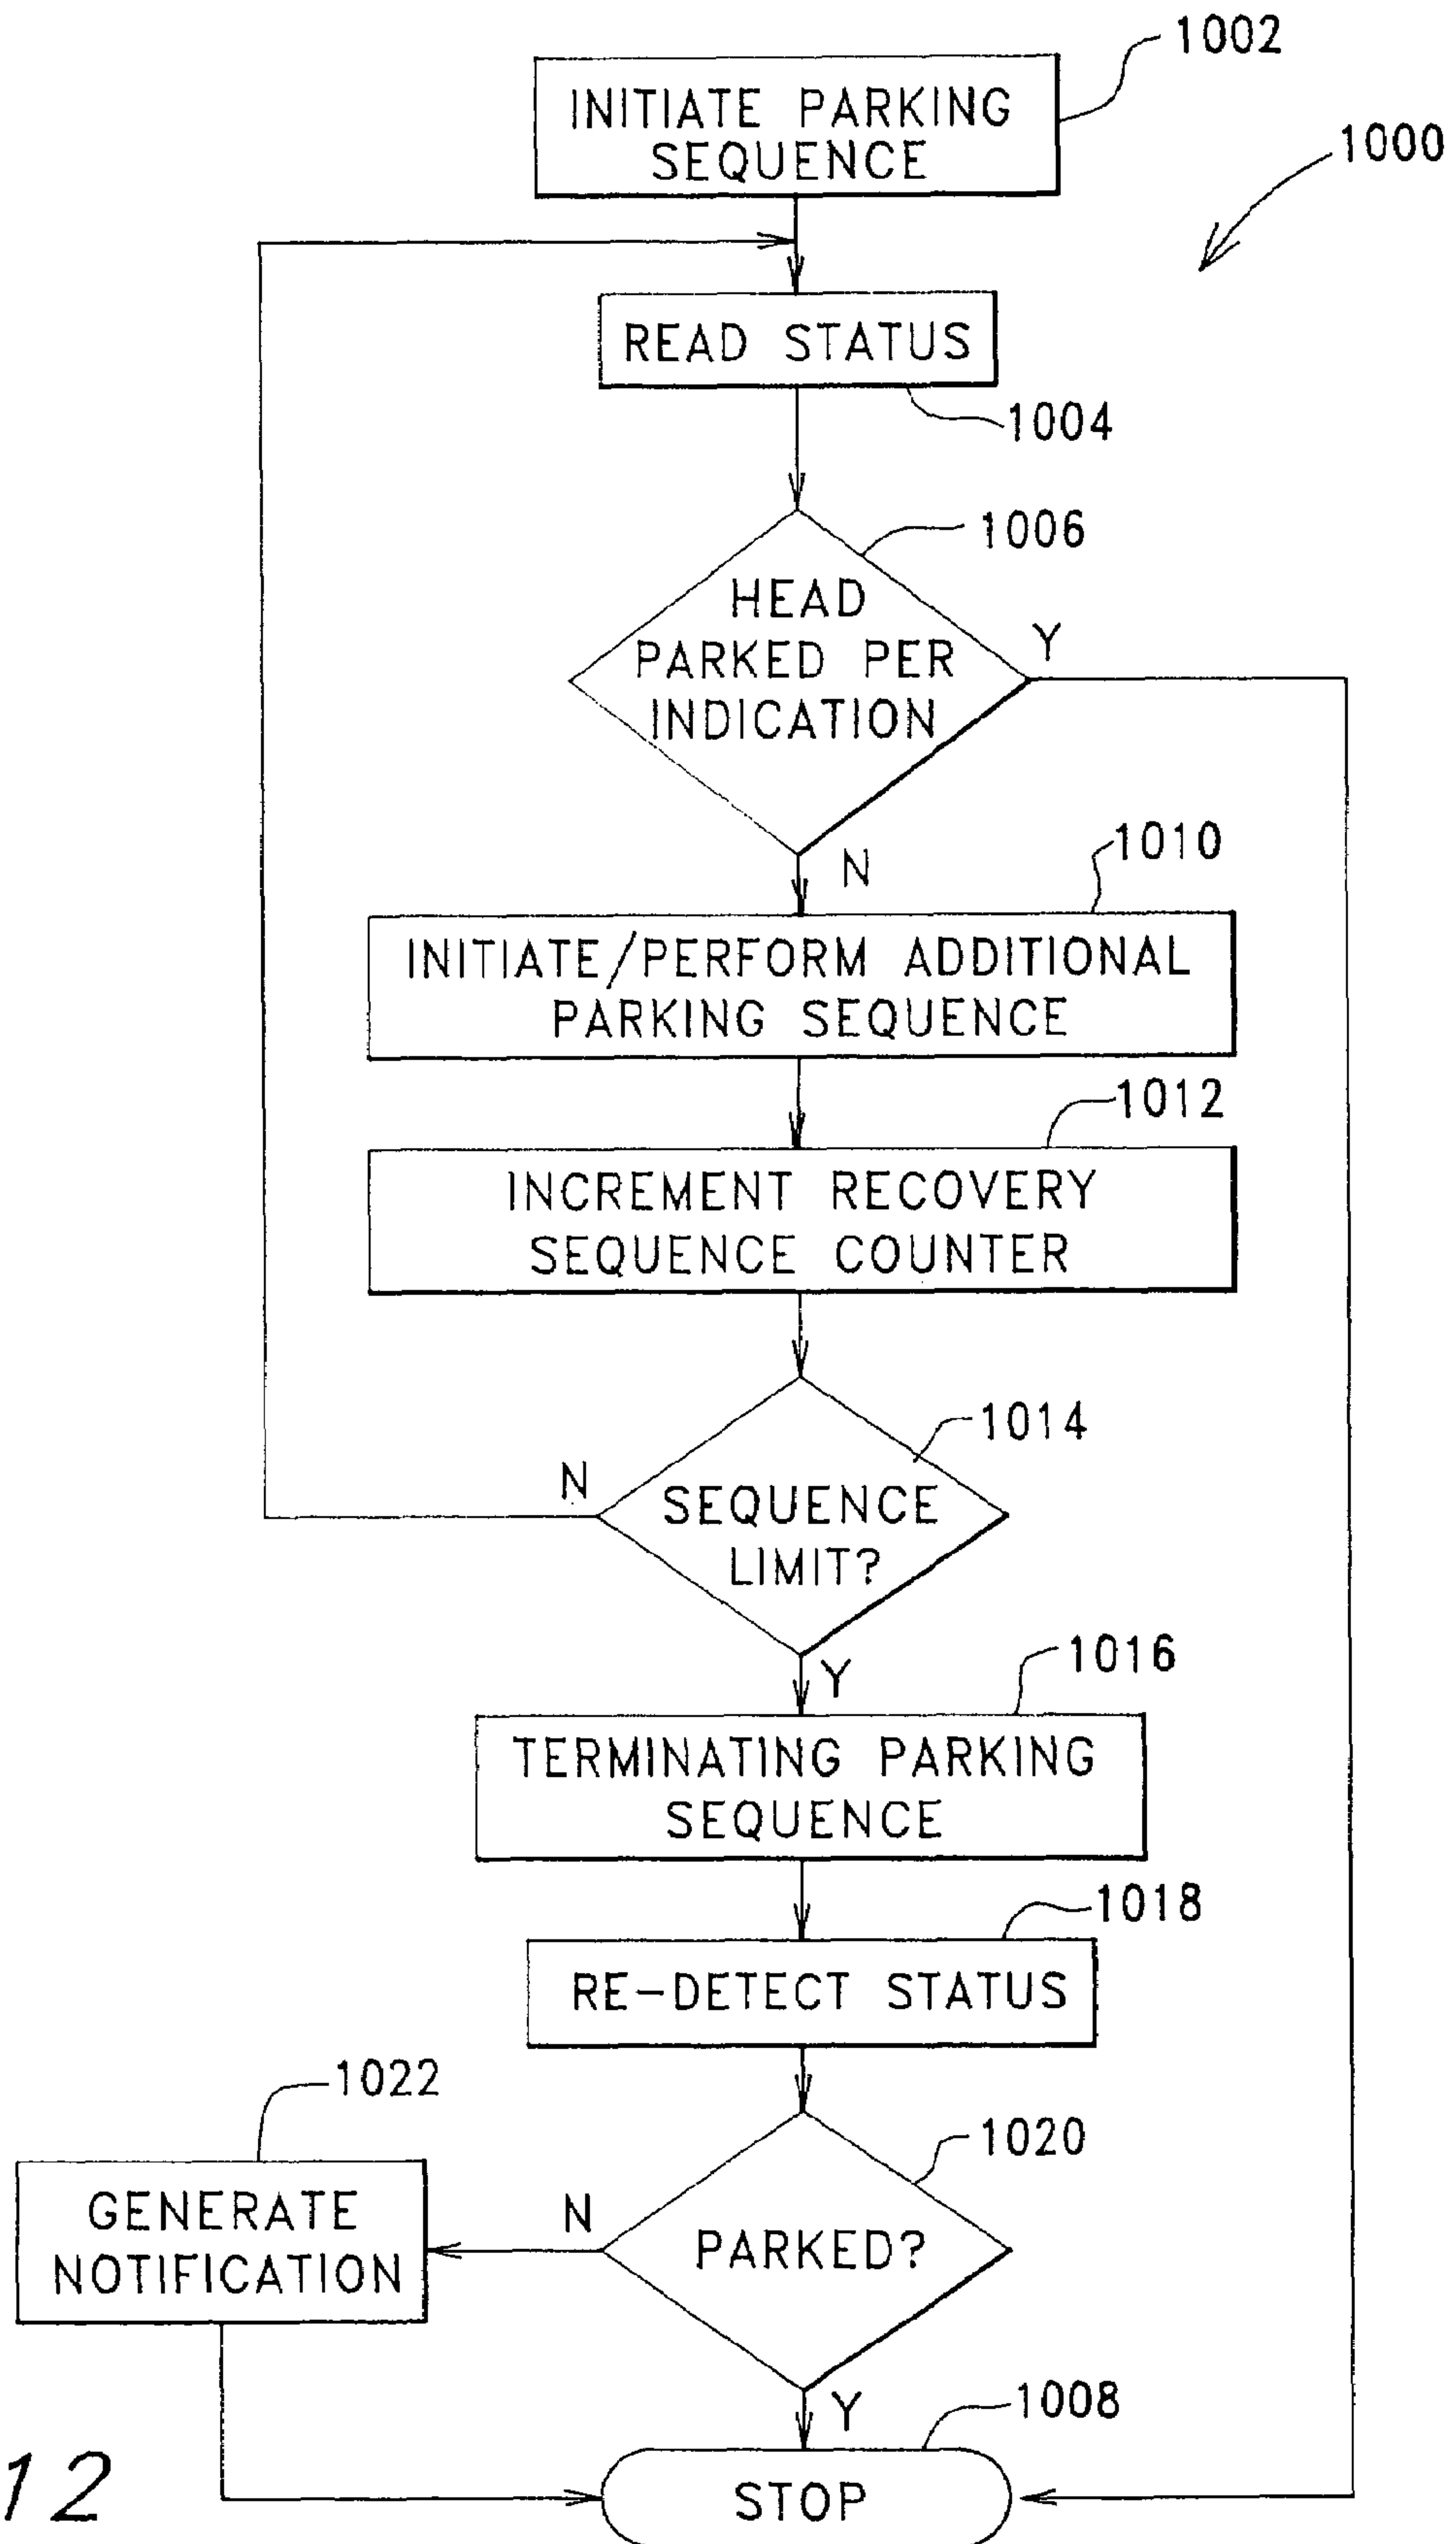 1002
INITIATE PARKING
SEQUENCE
1000
READ STATUS
1004
1006
HEAD
PARKED PER
INDICATION
Y
N
1010
INITIATE/PERFORM ADDITIONAL
PARKING SEQUENCE
1012
INCREMENT RECOVERY
SEQUENCE COUNTER
1014
N
SEQUENCE
LIMIT?
Y
1016
TERMINATING PARKING
SEQUENCE
1018
RE-DETECT STATUS
1022
1020
GENERATE
NOTIFICATION
N
PARKED?
Y
1008
STOP
12